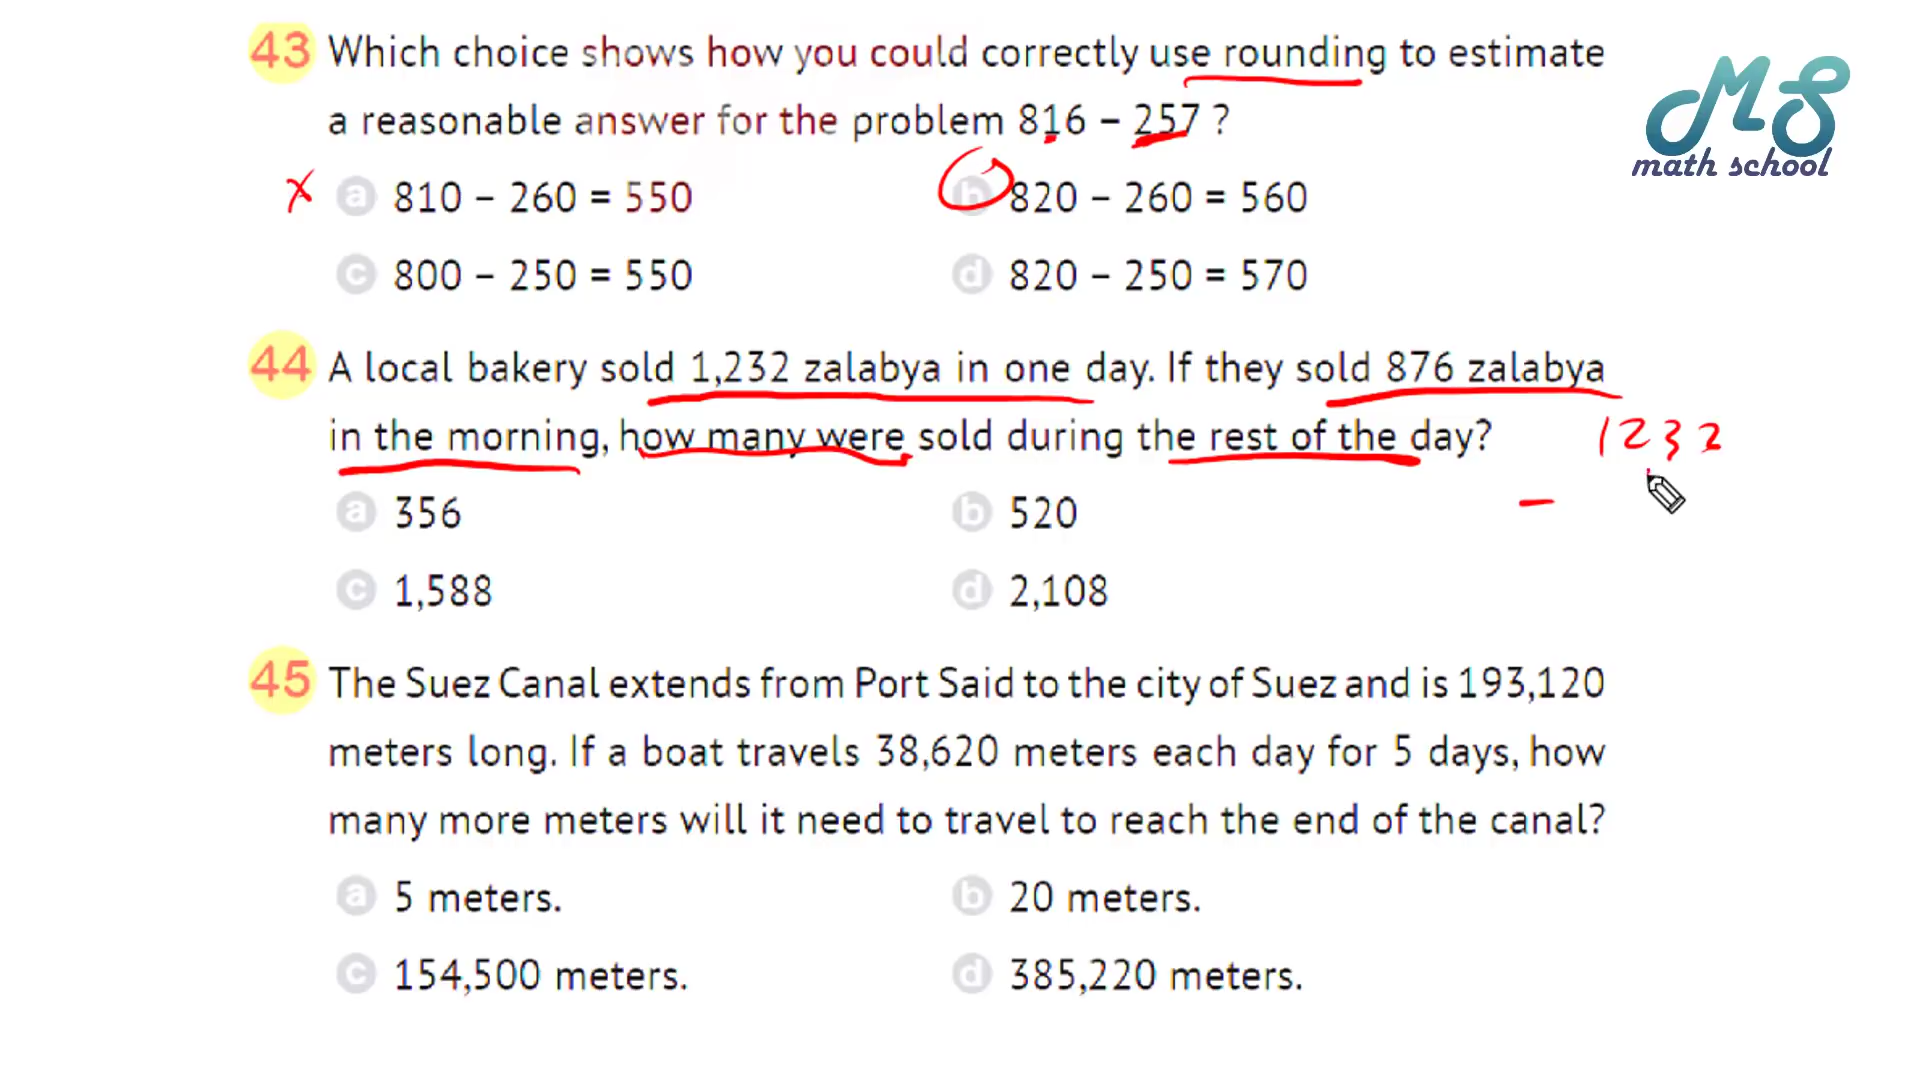 43 Which choice shows how you could correctly use rounding to estimate
a reasonable answer for the problem 816 – 257 ?
x a 810 – 260 = 550 b 820 – 260 = 560
c 800 – 250 = 550 d 820 – 250 = 570
MS
math school
44 A local bakery sold 1,232 zalabya in one day. If they sold 876 zalabya
in the morning, how many were sold during the rest of the day?
1232
–
a 356 b 520
c 1,588 d 2,108
45 The Suez Canal extends from Port Said to the city of Suez and is 193,120
meters long. If a boat travels 38,620 meters each day for 5 days, how
many more meters will it need to travel to reach the end of the canal?
a 5 meters. b 20 meters.
c 154,500 meters. d 385,220 meters.